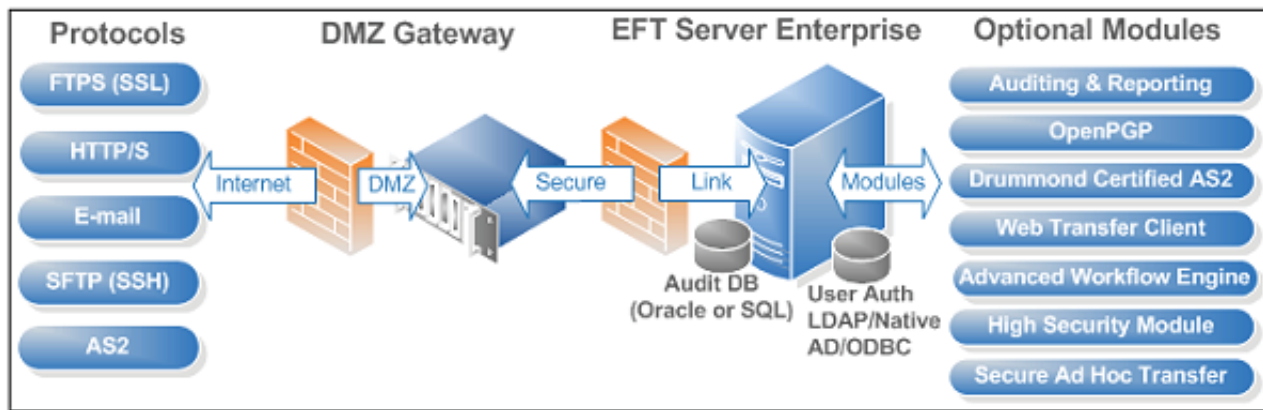 Protocols
FTPS (SSL)
HTTP/S
E-mail
SFTP (SSH)
AS2
Internet
DMZ Gateway
DMZ
Secure
EFT Server Enterprise
Link
Modules
Audit DB
(Oracle or SQL)
User Auth
LDAP/Native
AD/ODBC
Optional Modules
Auditing & Reporting
OpenPGP
Drummond Certified AS2
Web Transfer Client
Advanced Workflow Engine
High Security Module
Secure Ad Hoc Transfer